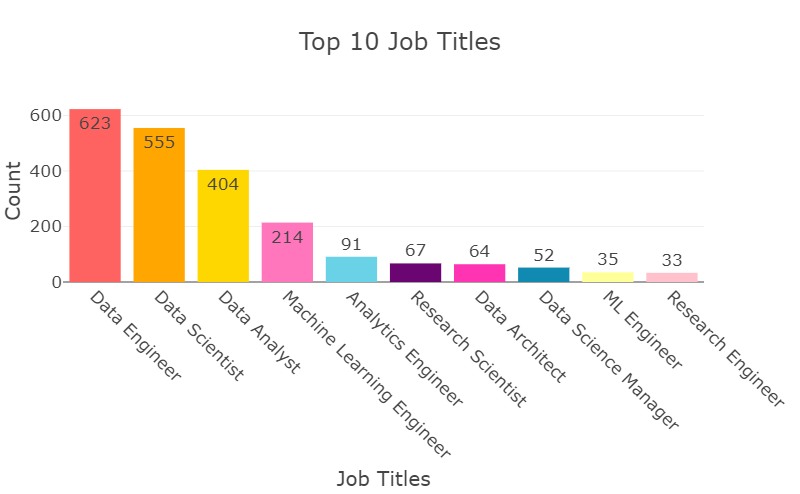 Top 10 Job Titles
Count
600
400
200
0
623
555
404
214
91
67
64
52
35
33
Data Engineer
Data Scientist
Data Analyst
Machine Learning Engineer
Analytics Engineer
Research Scientist
Data Architect
Data Science Manager
ML Engineer
Research Engineer
Job Titles